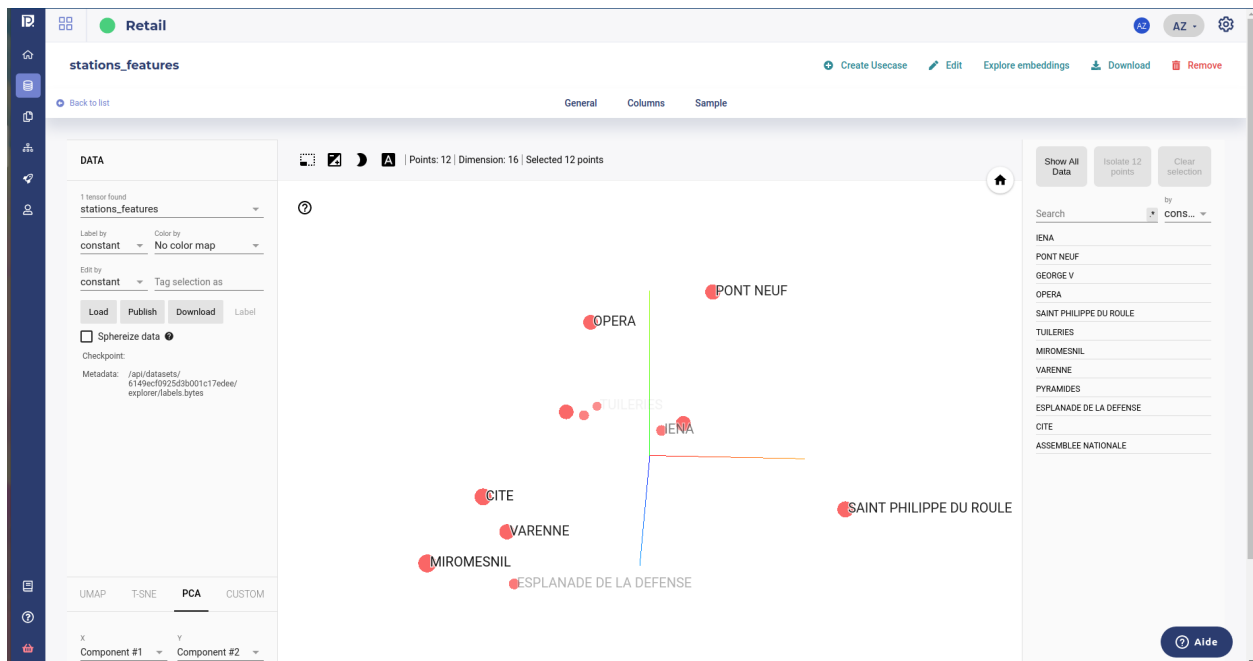 Retail
AZ
AZ
stations_features
Create Usecase
Edit
Explore embeddings
Download
Remove
Back to list
General
Columns
Sample
DATA
1 tensor found
stations_features
Label by
Color by
constant
No color map
Edit by
constant
Tag selection as
Load
Publish
Download
Label
Sphereize data
Checkpoint:
Metadata:
/api/datasets/
6149ecf0925d3b001c17edee/
explorer/labels.bytes
UMAP
T-SNE
PCA
CUSTOM
X
Y
Component #1
Component #2
A
Points: 12 | Dimension: 16 | Selected 12 points
PONT NEUF
OPERA
TUILERIES
IENA
CITE
SAINT PHILIPPE DU ROULE
VARENNE
MIROMESNIL
ESPLANADE DE LA DEFENSE
Show All
Data
Isolate 12
points
Clear
selection
Search
.*
by
cons...
IENA
PONT NEUF
GEORGE V
OPERA
SAINT PHILIPPE DU ROULE
TUILERIES
MIROMESNIL
VARENNE
PYRAMIDES
ESPLANADE DE LA DEFENSE
CITE
ASSEMBLEE NATIONALE
Aide